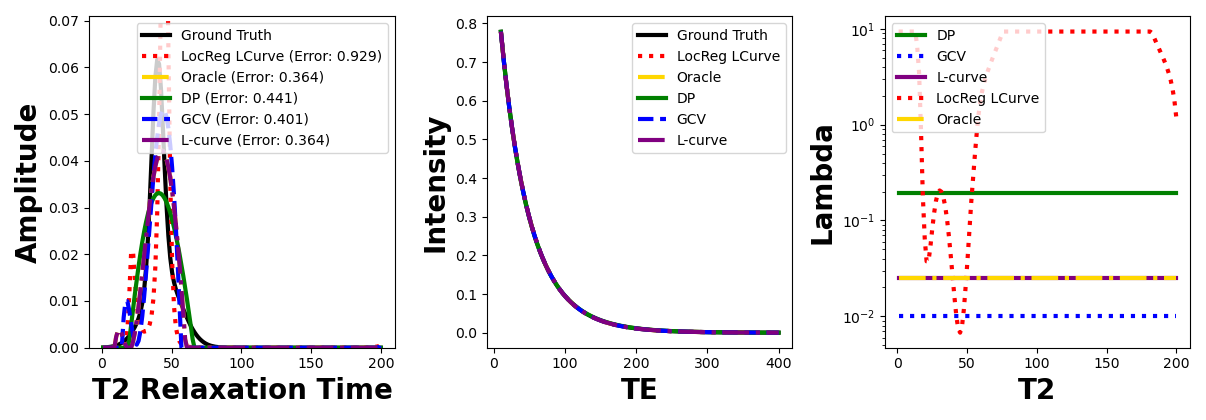 0.07
0.06
0.05
0.04
0.03
0.02
0.01
0.00
Amplitude
0
50
100
150
200
T2 Relaxation Time
Ground Truth
LocReg LCurve (Error: 0.929)
Oracle (Error: 0.364)
DP (Error: 0.441)
GCV (Error: 0.401)
L-curve (Error: 0.364)
0.8
0.7
0.6
0.5
0.4
0.3
0.2
0.1
0.0
Intensity
0
100
200
300
400
TE
Ground Truth
LocReg LCurve
Oracle
DP
GCV
L-curve
10¹
10⁰
10⁻¹
10⁻²
Lambda
0
50
100
150
200
T2
DP
GCV
L-curve
LocReg LCurve
Oracle